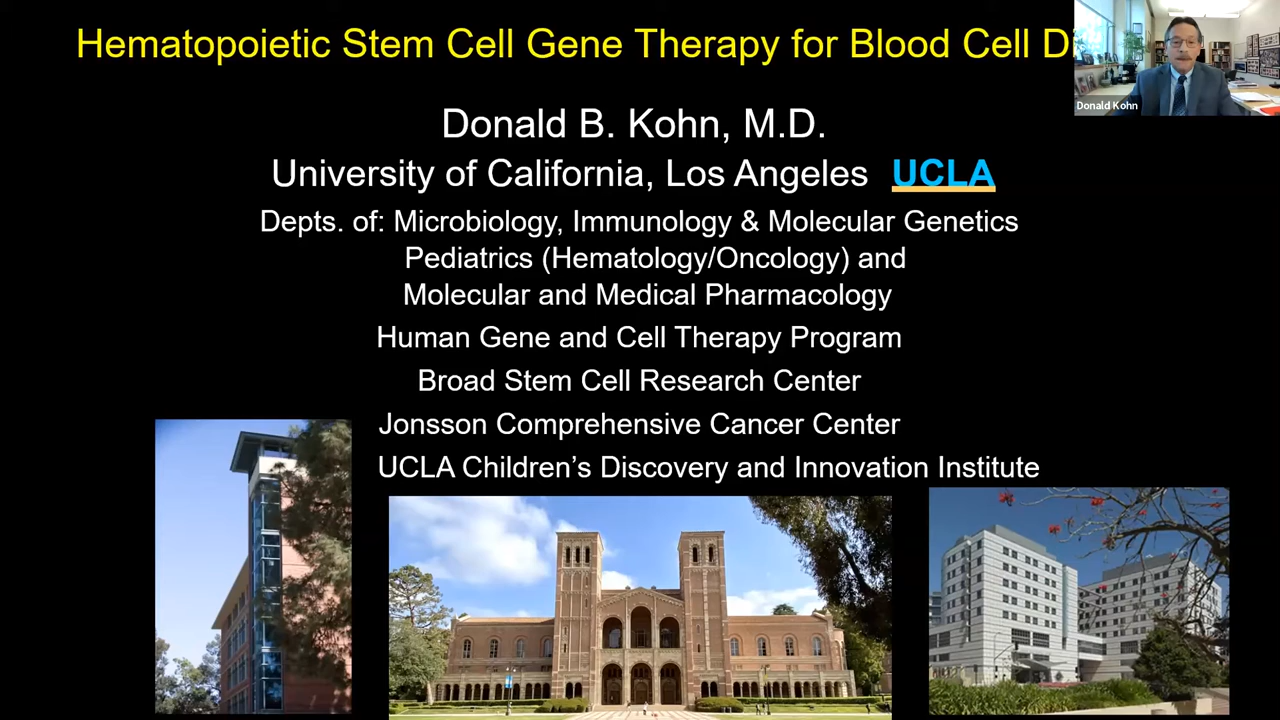 Hematopoietic Stem Cell Gene Therapy for Blood Cell
Donald Kohn
Donald B. Kohn, M.D.
University of California, Los Angeles UCLA
Depts. of: Microbiology, Immunology & Molecular Genetics
Pediatrics (Hematology/Oncology) and
Molecular and Medical Pharmacology
Human Gene and Cell Therapy Program
Broad Stem Cell Research Center
Jonsson Comprehensive Cancer Center
UCLA Children’s Discovery and Innovation Institute